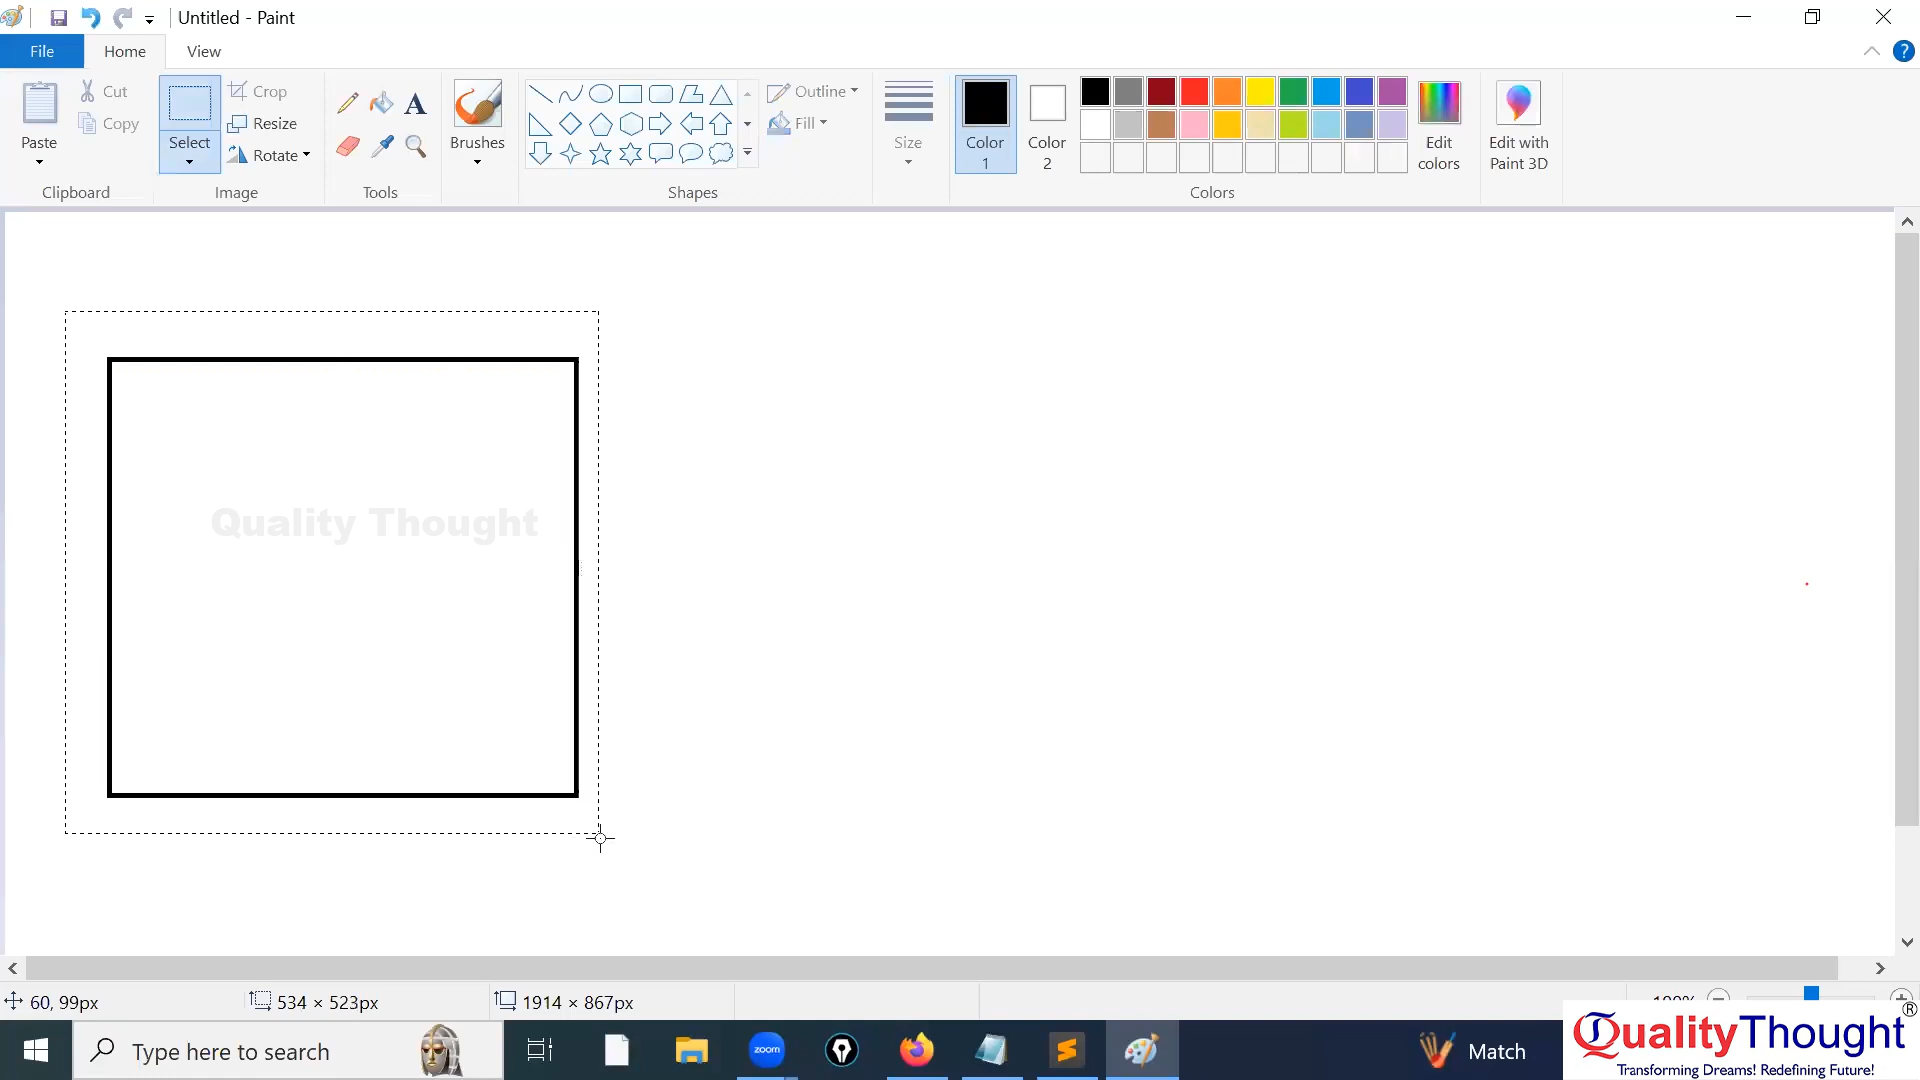 Untitled - Paint
File
Home
View
Paste
Cut
Copy
Clipboard
Select
Crop
Resize
Rotate
Image
A
Tools
Brushes
Outline
Fill
Shapes
Size
Color
1
Color
2
Edit
colors
Colors
Edit with
Paint 3D
?
Quality Thought
60, 99px
534 × 523px
1914 × 867px
100%
Type here to search
zoom
Match
QualityThought ®
Transforming Dreams! Redefining Future!